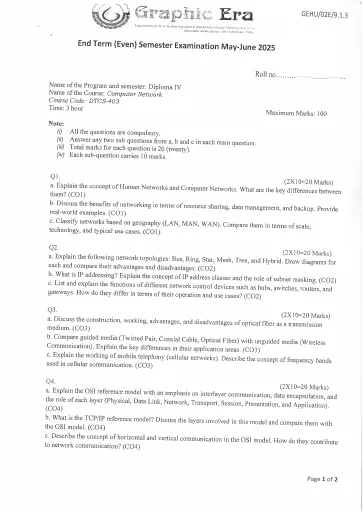 Graphic Era
GEHU/02E/9.1.3
End Term (Even) Semester Examination May-June 2025
Roll no.
Name of the Program and semester: Diploma IV
Name of the Course: Computer Network
Course Code: DTCS-403
Time: 3 hour
Maximum Marks: 100
Note:
(i) All the questions are compulsory.
(ii) Answer any two sub questions from a, b and c in each main question.
(iii) Total marks for each question is 20 (twenty).
(iv) Each sub-question carries 10 marks.
Q1.
(2X10=20 Marks)
a. Explain the concept of Human Networks and Computer Networks. What are the key differences between
them? (CO1)
b. Discuss the benefits of networking in terms of resource sharing, data management, and backup. Provide
real-world examples. (CO1)
c. Classify networks based on geography (LAN, MAN, WAN). Compare them in terms of scale,
technology, and typical use cases. (CO1)
Q2.
(2X10=20 Marks)
a. Explain the following network topologies: Bus, Ring, Star, Mesh, Tree, and Hybrid. Draw diagrams for
each and compare their advantages and disadvantages. (CO2)
b. What is IP addressing? Explain the concept of IP address classes and the role of subnet masking. (CO2)
c. List and explain the functions of different network control devices such as hubs, switches, routers, and
gateways. How do they differ in terms of their operation and use cases? (CO2)
Q3.
(2X10=20 Marks)
a. Discuss the construction, working, advantages, and disadvantages of optical fiber as a transmission
medium. (CO3)
b. Compare guided media (Twisted Pair, Coaxial Cable, Optical Fiber) with unguided media (Wireless
Communication). Explain the key differences in their application areas. (CO3)
c. Explain the working of mobile telephony (cellular networks). Describe the concept of frequency bands
used in cellular communication. (CO3)
Q4.
(2X10=20 Marks)
a. Explain the OSI reference model with an emphasis on interlayer communication, data encapsulation, and
the role of each layer (Physical, Data Link, Network, Transport, Session, Presentation, and Application).
(CO4)
b. What is the TCP/IP reference model? Discuss the layers involved in this model and compare them with
the OSI model. (CO4)
c. Describe the concept of horizontal and vertical communication in the OSI model. How do they contribute
to network communication? (CO4)
Page 1 of 2